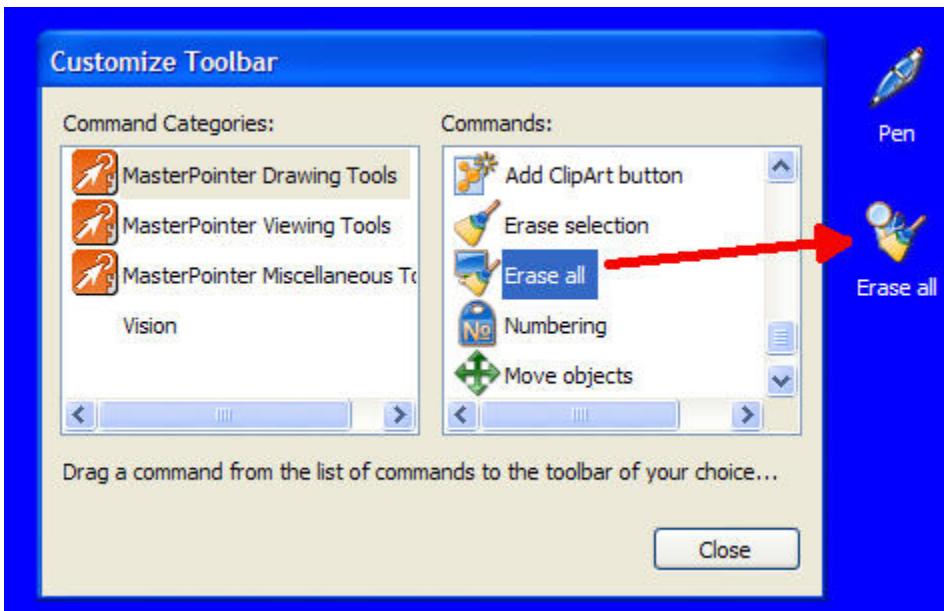 Customize Toolbar
Command Categories:
MasterPointer Drawing Tools
MasterPointer Viewing Tools
MasterPointer Miscellaneous To
Vision
Commands:
Add ClipArt button
Erase selection
Erase all
Numbering
Move objects
Drag a command from the list of commands to the toolbar of your choice...
Close
Pen
Erase all